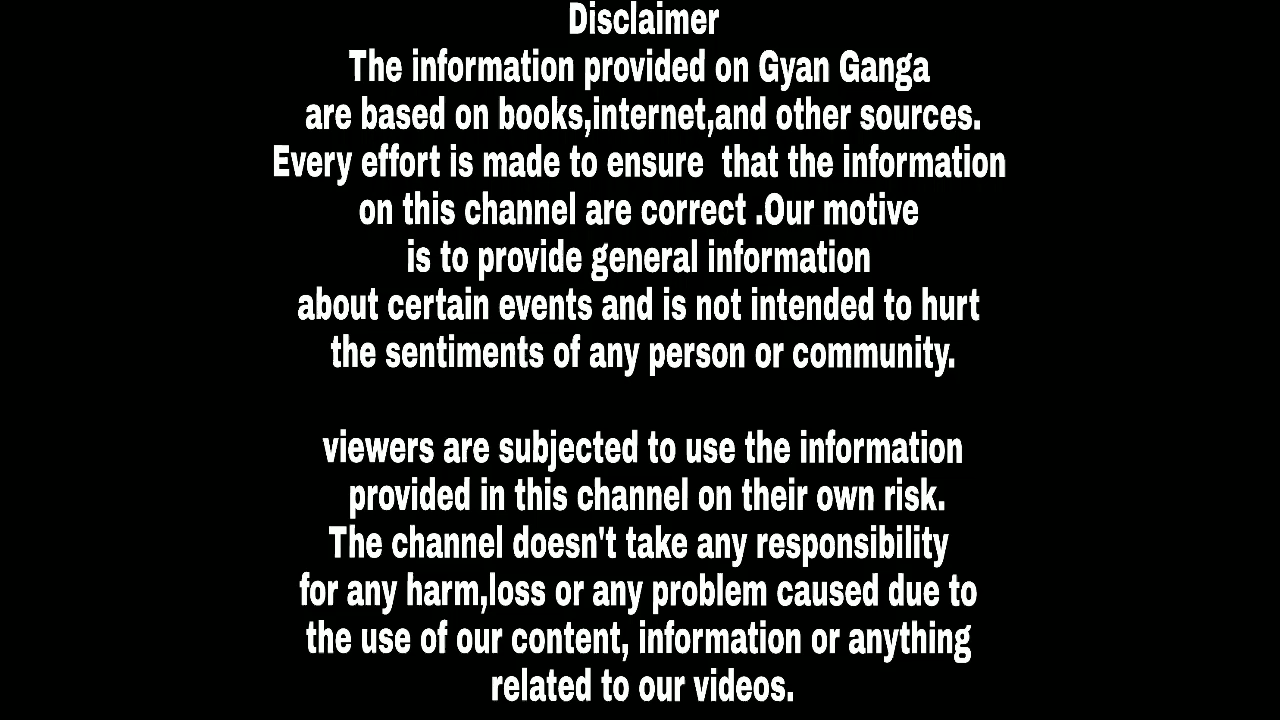 Disclaimer
The information provided on Gyan Ganga
are based on books,internet,and other sources.
Every effort is made to ensure  that the information
on this channel are correct .Our motive
is to provide general information
about certain events and is not intended to hurt
the sentiments of any person or community.
viewers are subjected to use the information
provided in this channel on their own risk.
The channel doesn't take any responsibility
for any harm,loss or any problem caused due to
the use of our content, information or anything
related to our videos.